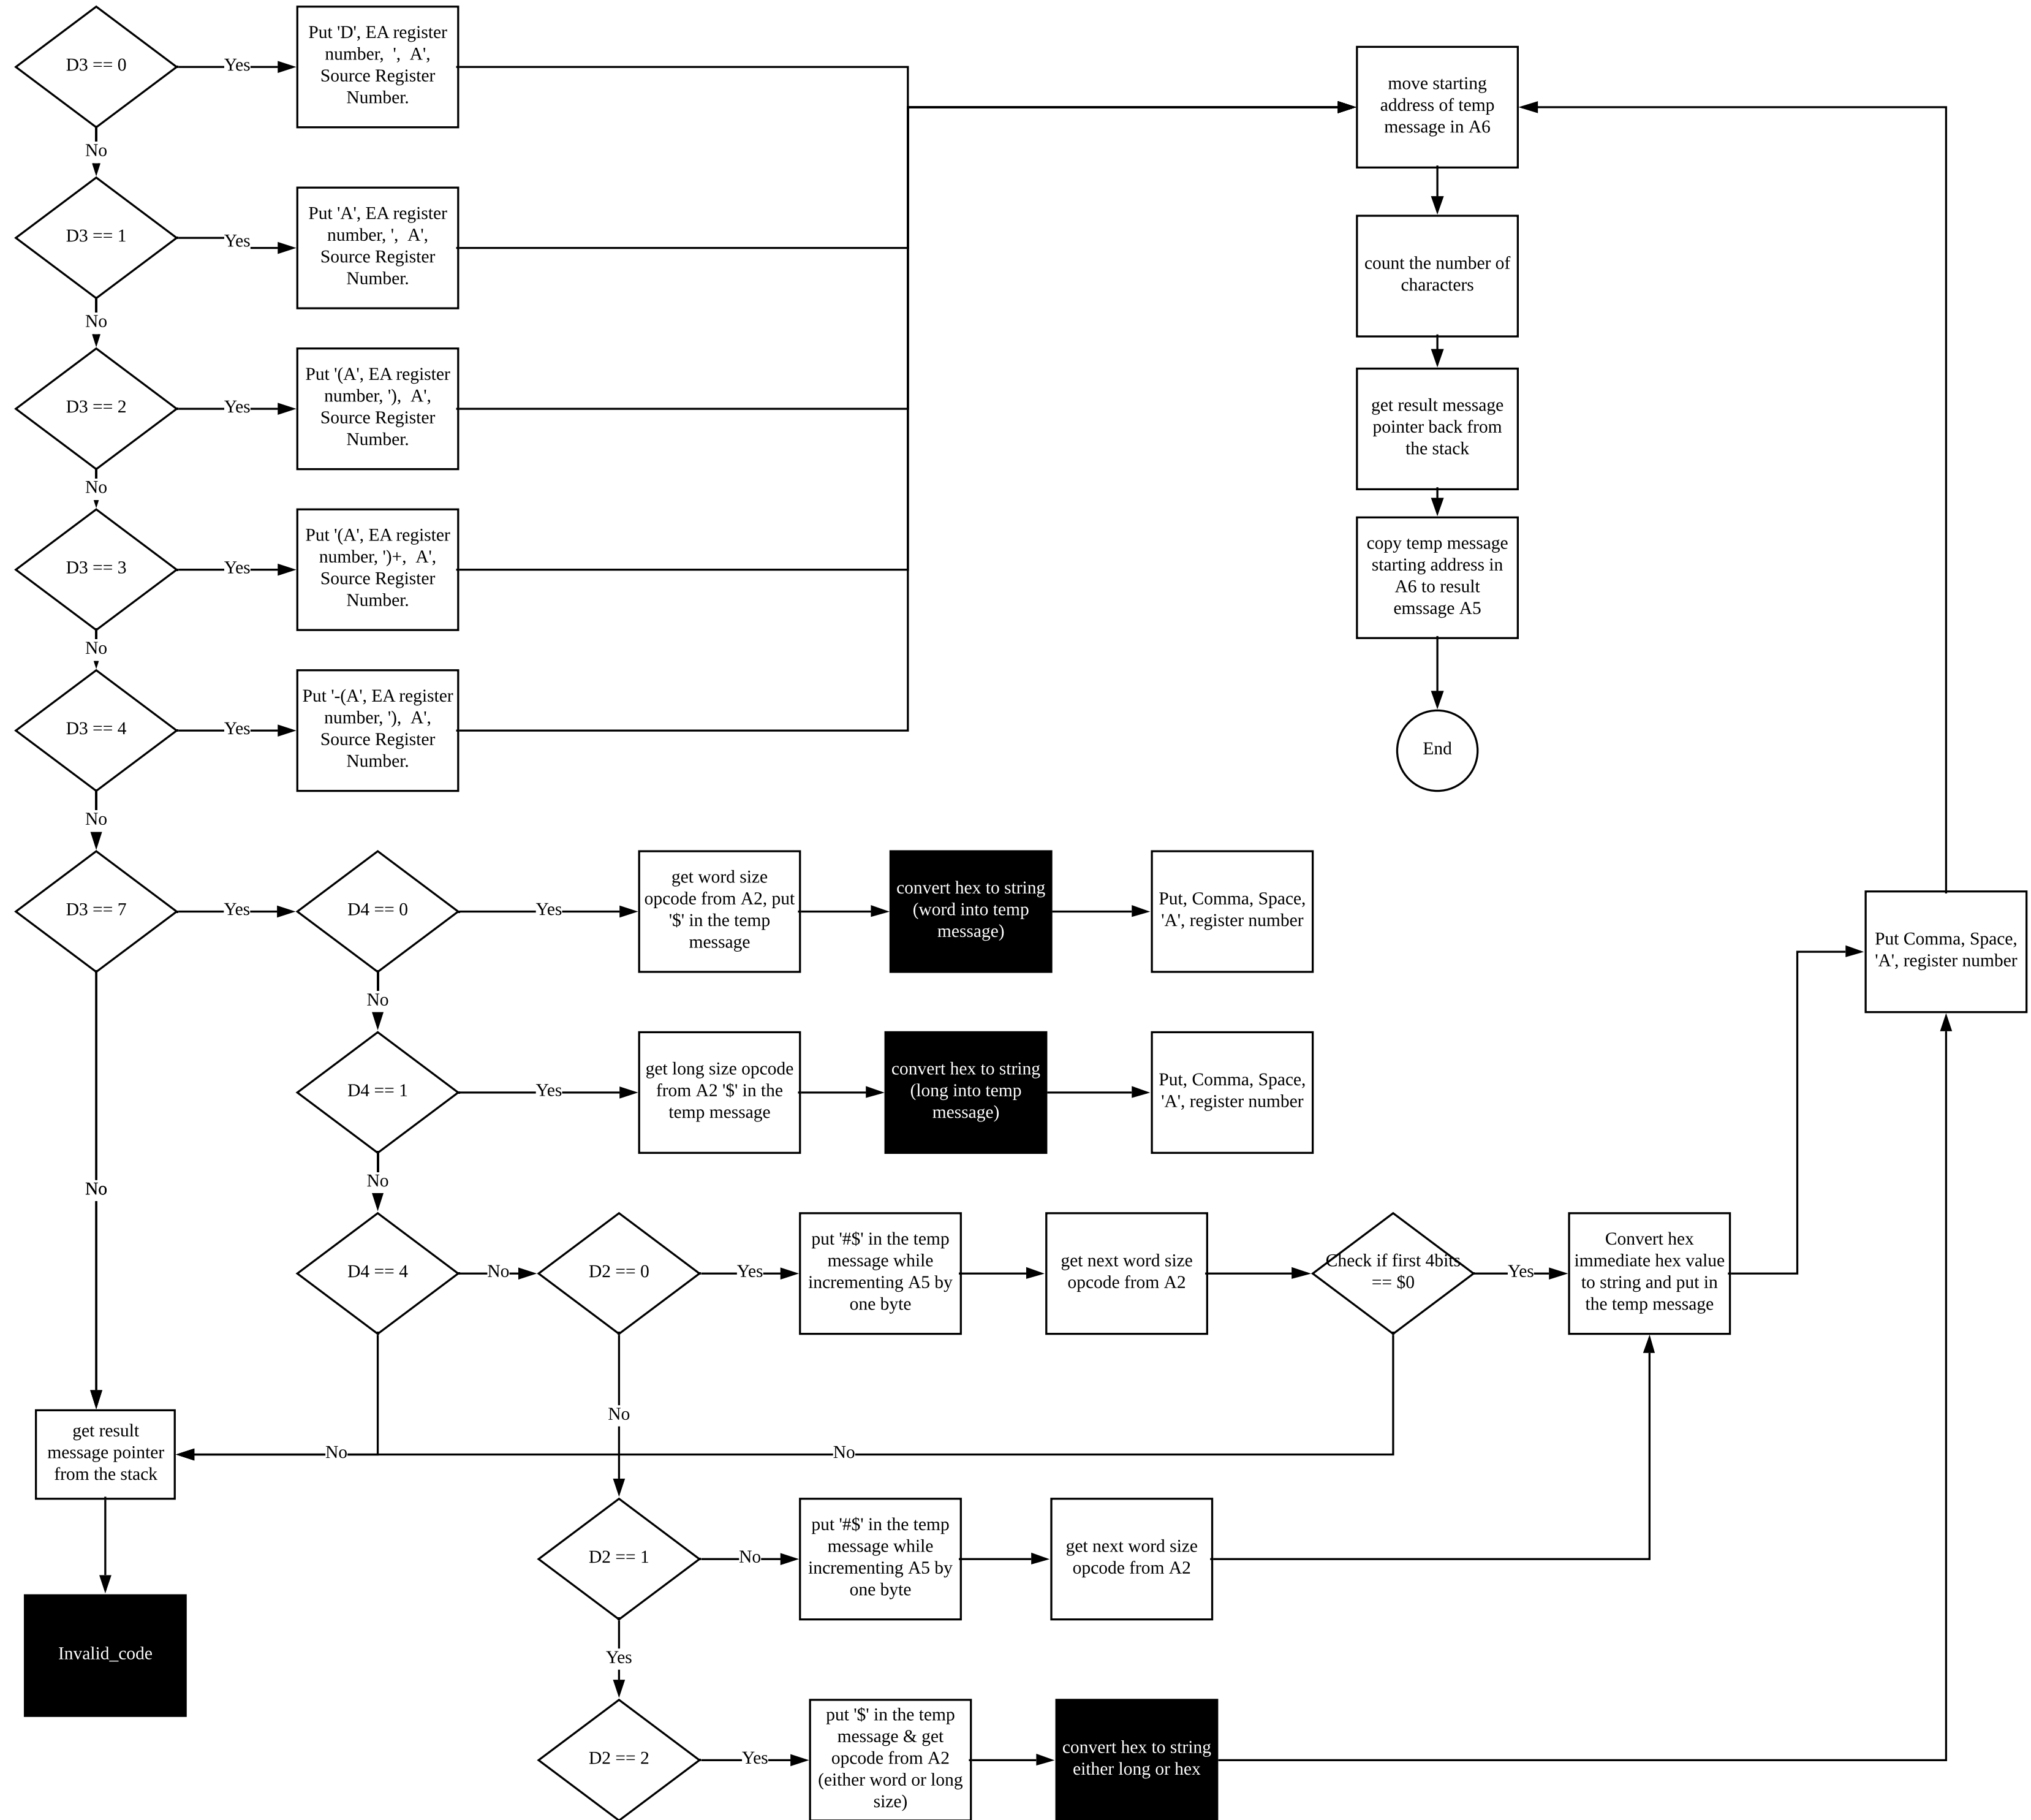 D3 == 0
Yes
Put 'D', EA register
number,  ',  A',
Source Register
Number.
No
D3 == 1
Yes
Put 'A', EA register
number, ',  A',
Source Register
Number.
No
D3 == 2
Yes
Put '(A', EA register
number, '),  A',
Source Register
Number.
No
D3 == 3
Yes
Put '(A', EA register
number, ')+,  A',
Source Register
Number.
No
D3 == 4
Yes
Put '-(A', EA register
number, '),  A',
Source Register
Number.
No
move starting
address of temp
message in A6
count the number of
characters
get result message
pointer back from
the stack
copy temp message
starting address in
A6 to result
emssage A5
End
D3 == 7
Yes
D4 == 0
Yes
get word size
opcode from A2, put
'$' in the temp
message
convert hex to string
(word into temp
message)
Put, Comma, Space,
'A', register number
Put Comma, Space,
'A', register number
No
D4 == 1
Yes
get long size opcode
from A2 '$' in the
temp message
convert hex to string
(long into temp
message)
Put, Comma, Space,
'A', register number
No
No
D4 == 4
No
D2 == 0
Yes
put '#$' in the temp
message while
incrementing A5 by
one byte
get next word size
opcode from A2
Check if first 4bits
== $0
Yes
Convert hex
immediate hex value
to string and put in
the temp message
No
get result
message pointer
from the stack
No
No
D2 == 1
No
put '#$' in the temp
message while
incrementing A5 by
one byte
get next word size
opcode from A2
Invalid_code
Yes
D2 == 2
Yes
put '$' in the temp
message & get
opcode from A2
(either word or long
size)
convert hex to string
either long or hex